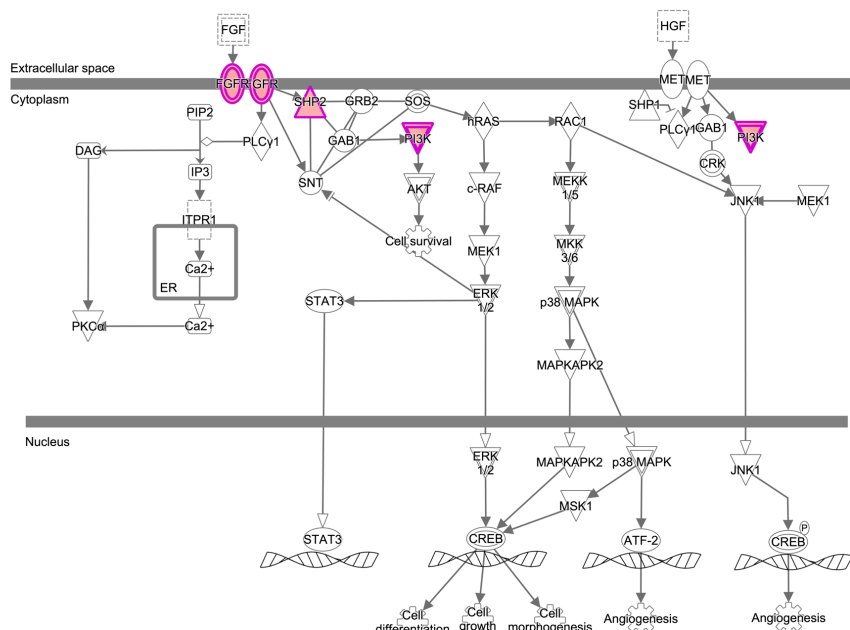 FGF
HGF
Extracellular space
FGFR
FGFR
MET
MET
Cytoplasm
SHP2
GRB2
SOS
SHP1
PIP2
PLCγ1
GAB1
PI3K
hRAS
RAC1
PLCγ1
GAB1
PI3K
DAG
IP3
SNT
AKT
c-RAF
MEKK
1/5
CRK
JNK1
MEK1
ITPR1
Cell survival
MEK1
MKK
3/6
Ca2+
ER
STAT3
ERK
1/2
p38 MAPK
PKCα
Ca2+
MAPKAPK2
Nucleus
ERK
1/2
MAPKAPK2
p38 MAPK
JNK1
MSK1
STAT3
CREB
ATF-2
P
CREB
Cell
differentiation
Cell
growth
Cell
morphogenesis
Angiogenesis
Angiogenesis